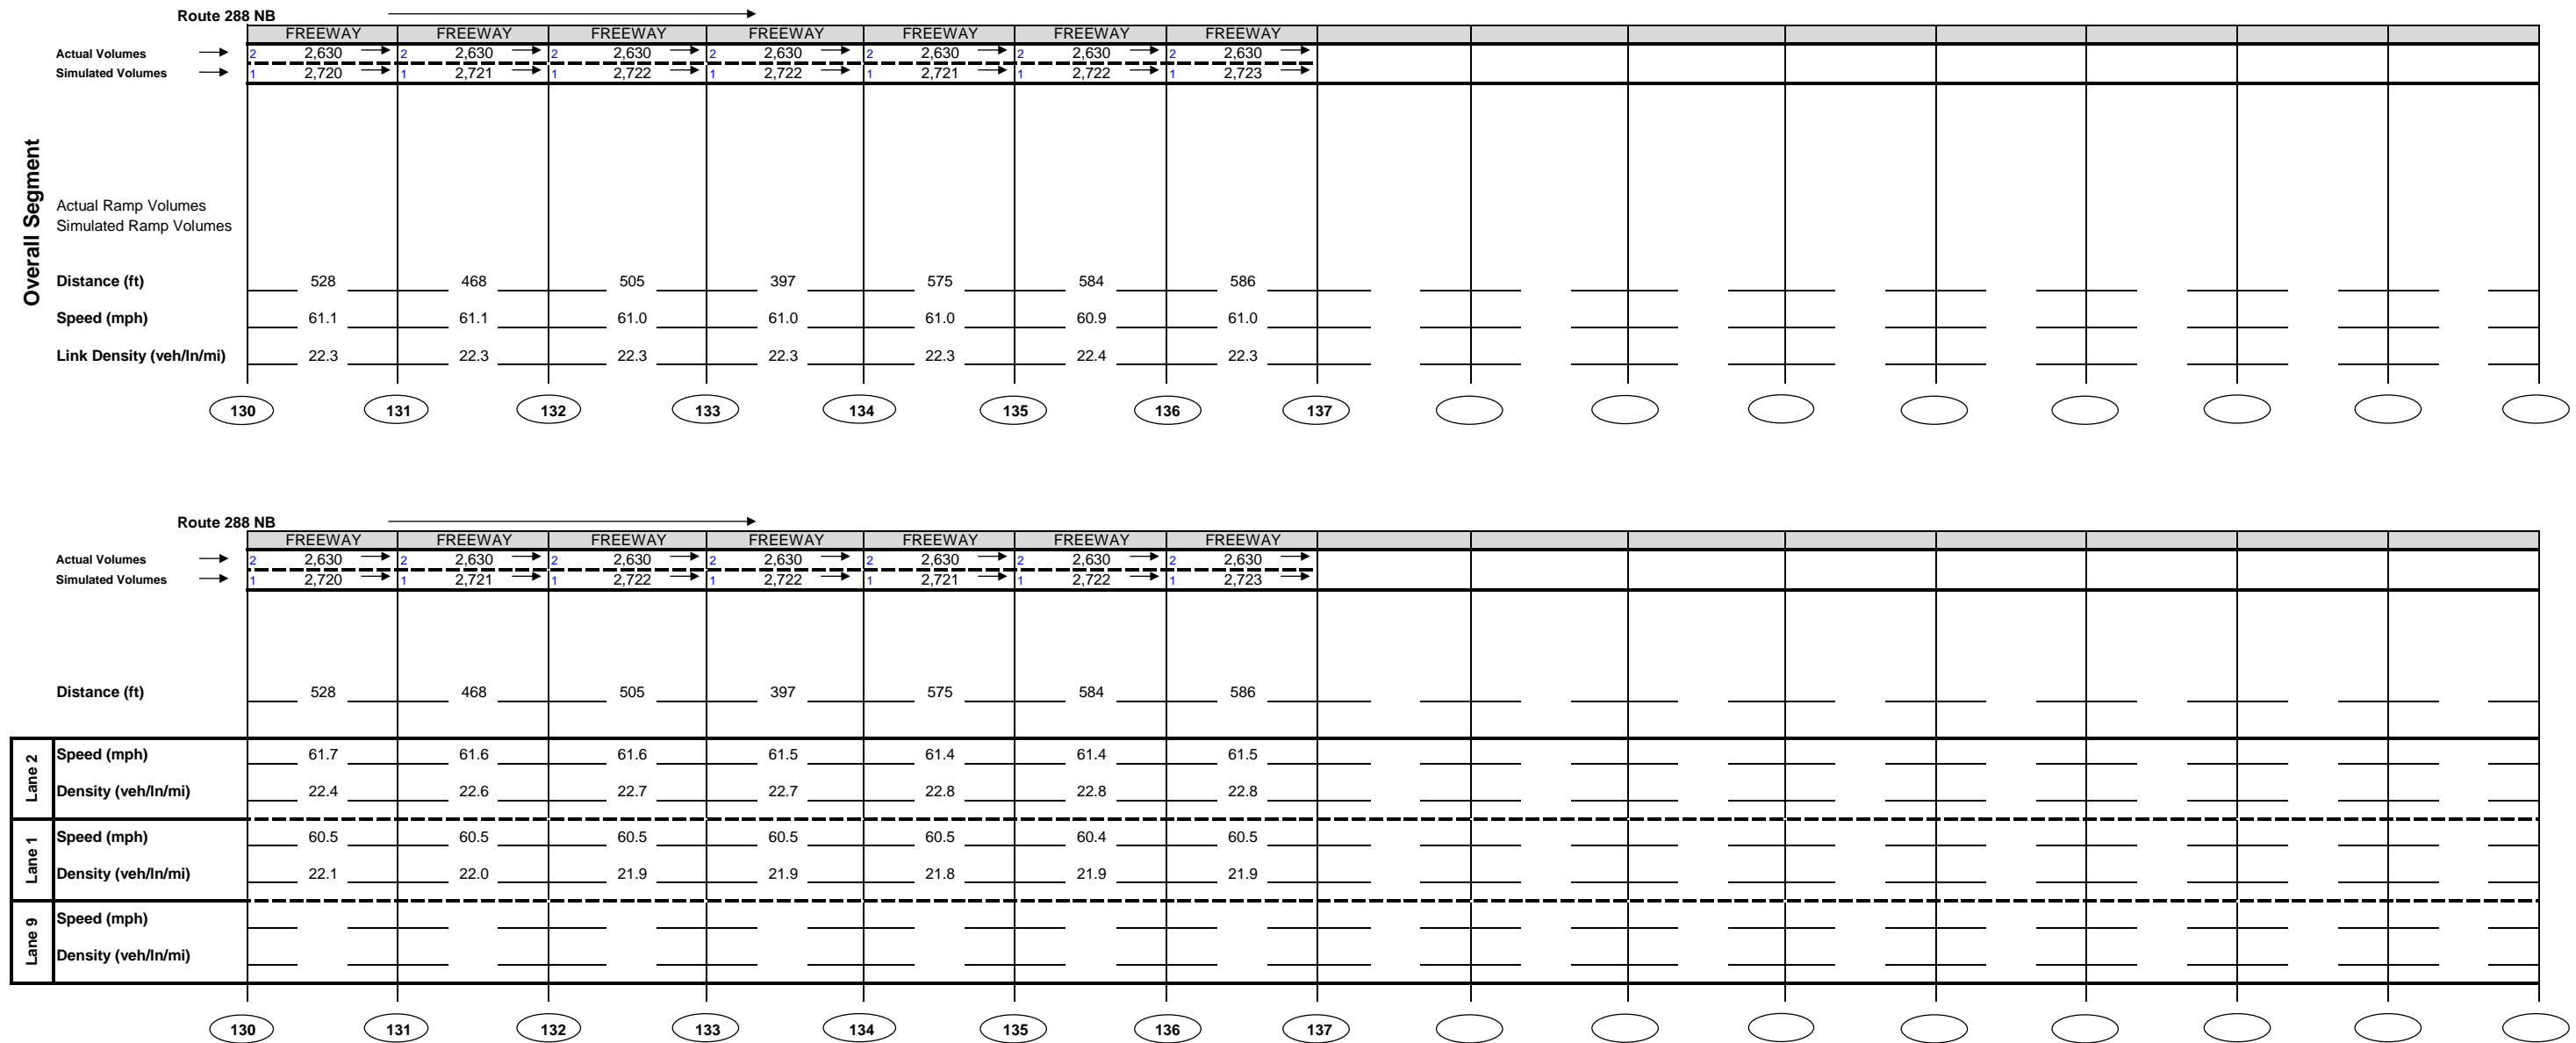 Route 288 NB
FREEWAY FREEWAY FREEWAY FREEWAY FREEWAY FREEWAY FREEWAY
Actual Volumes 2 2,630 2 2,630 2 2,630 2 2,630 2 2,630 2 2,630 2 2,630
Simulated Volumes 1 2,720 1 2,721 1 2,722 1 2,722 1 2,721 1 2,722 1 2,723
Overall Segment
Actual Ramp Volumes
Simulated Ramp Volumes
Distance (ft) 528 468 505 397 575 584 586
Speed (mph) 61.1 61.1 61.0 61.0 61.0 60.9 61.0
Link Density (veh/ln/mi) 22.3 22.3 22.3 22.3 22.3 22.4 22.3
130 131 132 133 134 135 136 137
Route 288 NB
FREEWAY FREEWAY FREEWAY FREEWAY FREEWAY FREEWAY FREEWAY
Actual Volumes 2 2,630 2 2,630 2 2,630 2 2,630 2 2,630 2 2,630 2 2,630
Simulated Volumes 1 2,720 1 2,721 1 2,722 1 2,722 1 2,721 1 2,722 1 2,723
Distance (ft) 528 468 505 397 575 584 586
Lane 2
Speed (mph) 61.7 61.6 61.6 61.5 61.4 61.4 61.5
Density (veh/ln/mi) 22.4 22.6 22.7 22.7 22.8 22.8 22.8
Lane 1
Speed (mph) 60.5 60.5 60.5 60.5 60.5 60.4 60.5
Density (veh/ln/mi) 22.1 22.0 21.9 21.9 21.8 21.9 21.9
Lane 9
Speed (mph)
Density (veh/ln/mi)
130 131 132 133 134 135 136 137